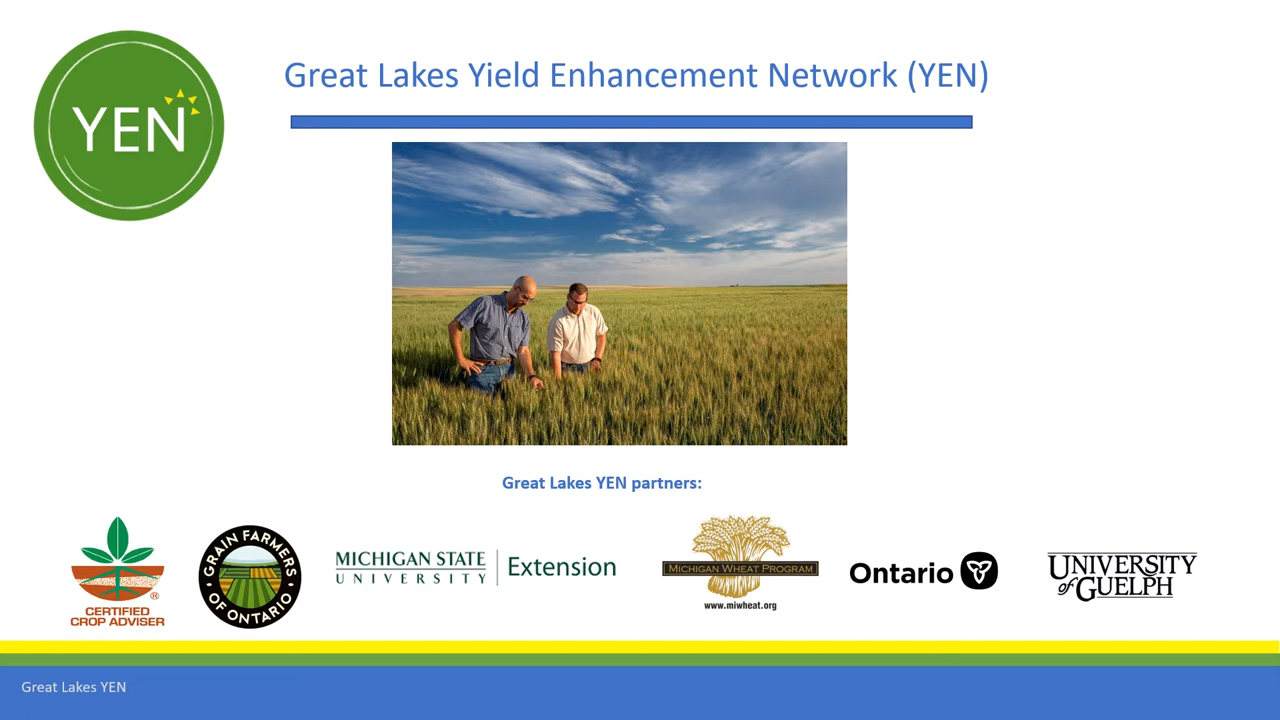 YEN
Great Lakes Yield Enhancement Network (YEN)
Great Lakes YEN partners:
CERTIFIED
CROP ADVISER
®
GRAIN FARMERS
OF ONTARIO
MICHIGAN STATE
UNIVERSITY
Extension
MICHIGAN WHEAT PROGRAM
www.miwheat.org
Ontario
UNIVERSITY
of GUELPH
Great Lakes YEN